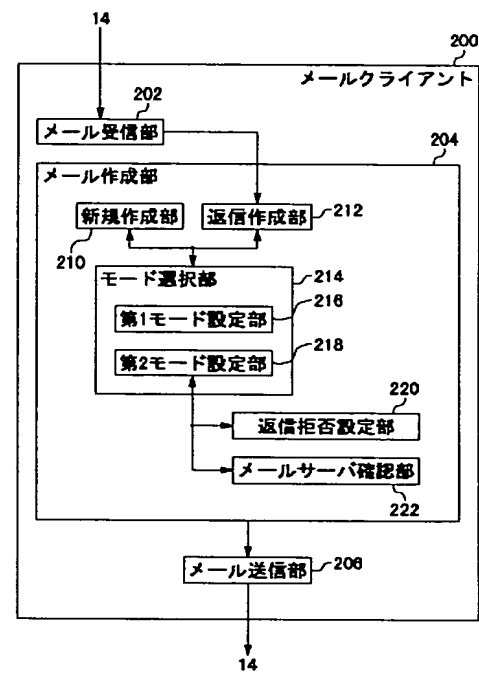 14
200
メールクライアント
202
メール受信部
204
メール作成部
新規作成部
返信作成部
212
210
214
モード選択部
216
第1モード設定部
218
第2モード設定部
220
返信拒否設定部
メールサーバ確認部
222
メール送信部
206
14